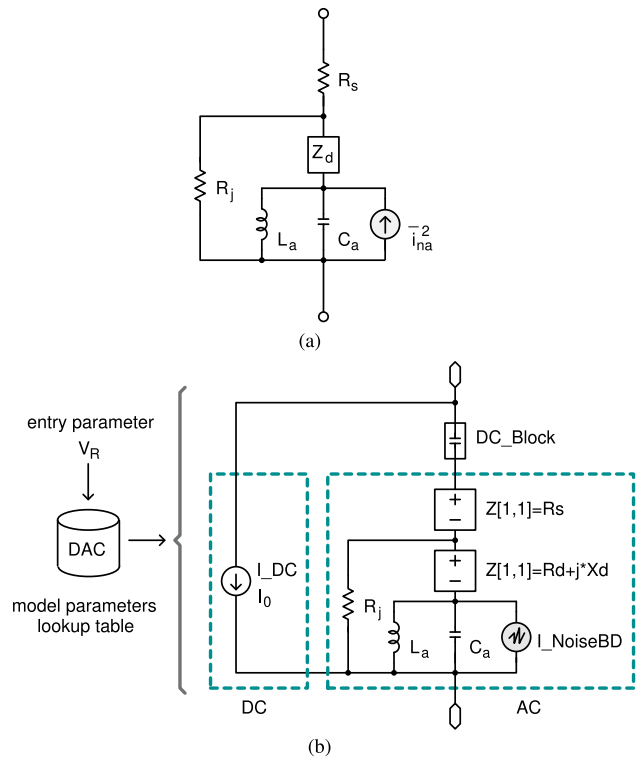 R_s
Z_d
R_j
L_a
C_a
i_na^2
(a)
entry parameter
V_R
DAC
model parameters
lookup table
I_DC
I_0
DC
DC_Block
+
−
Z[1,1]=Rs
+
−
Z[1,1]=Rd+j*Xd
R_j
L_a
C_a
I_NoiseBD
AC
(b)